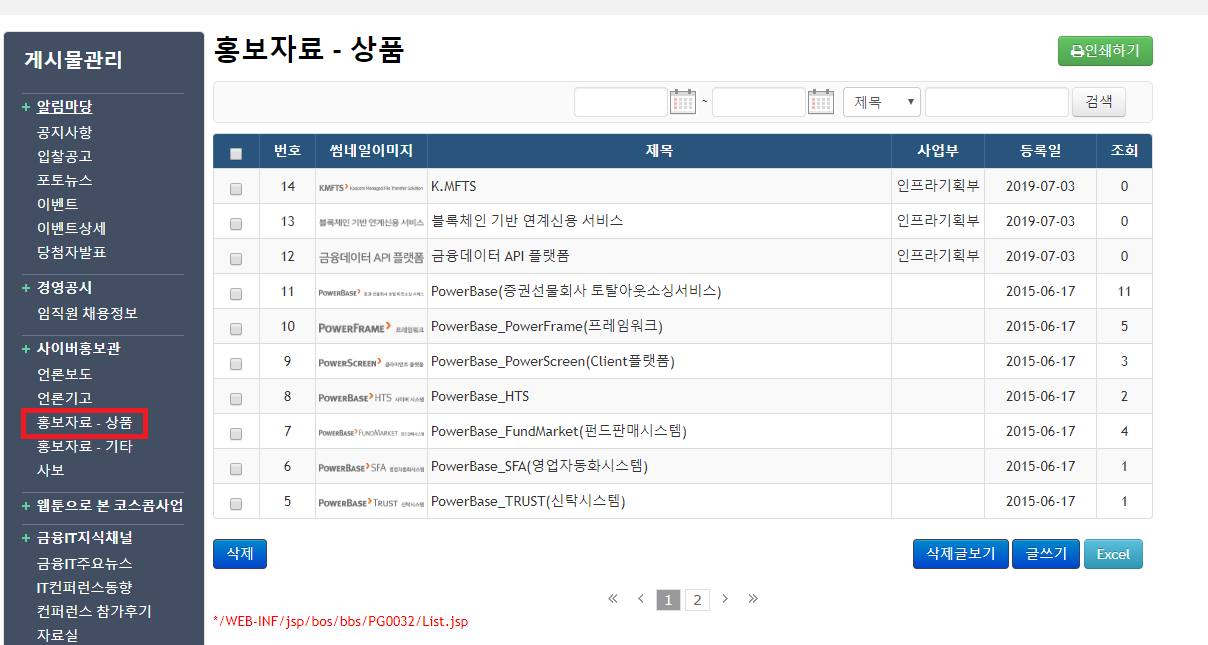 게시물관리
+ 알림마당
공지사항
입찰공고
포토뉴스
이벤트
이벤트상세
당첨자발표
+ 경영공시
임직원 채용정보
+ 사이버홍보관
언론보도
언론기고
홍보자료 - 상품
홍보자료 - 기타
사보
+ 웹툰으로 본 코스콤사업
+ 금융IT지식채널
금융IT주요뉴스
IT컨퍼런스동향
컨퍼런스 참가후기
자료실
홍보자료 - 상품
인쇄하기
~ 제목 검색
번호 썸네일이미지 제목 사업부 등록일 조회
14 KMFTS Koscom Managed File Transfer Solution K.MFTS 인프라기획부 2019-07-03 0
13 블록체인 기반 연계신용 서비스 블록체인 기반 연계신용 서비스 인프라기획부 2019-07-03 0
12 금융데이터 API 플랫폼 금융데이터 API 플랫폼 인프라기획부 2019-07-03 0
11 POWERBASE PowerBase(증권선물회사 토탈아웃소싱서비스) 2015-06-17 11
10 POWERFRAME 프레임워크 PowerBase_PowerFrame(프레임워크) 2015-06-17 5
9 POWERSCREEN 클라이언트 플랫폼 PowerBase_PowerScreen(Client플랫폼) 2015-06-17 3
8 POWERBASE HTS 사이버 시스템 PowerBase_HTS 2015-06-17 2
7 POWERBASE FUNDMARKET 펀드판매시스템 PowerBase_FundMarket(펀드판매시스템) 2015-06-17 4
6 POWERBASE SFA 영업자동화시스템 PowerBase_SFA(영업자동화시스템) 2015-06-17 1
5 POWERBASE TRUST 신탁시스템 PowerBase_TRUST(신탁시스템) 2015-06-17 1
삭제 삭제글보기 글쓰기 Excel
« ‹ 1 2 › »
*/WEB-INF/jsp/bos/bbs/PG0032/List.jsp